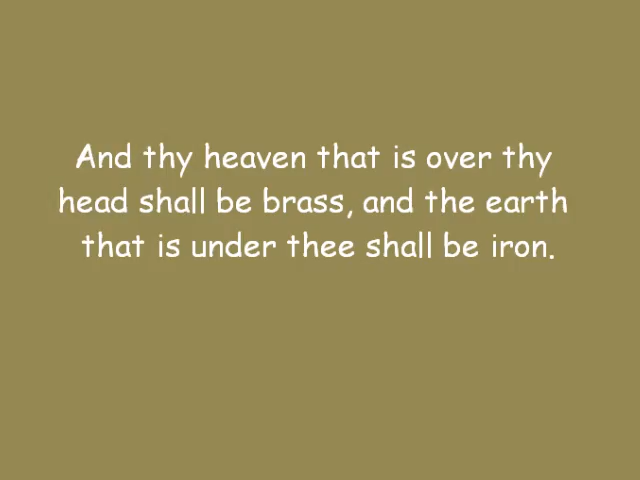 And thy heaven that is over thy
head shall be brass, and the earth
that is under thee shall be iron.